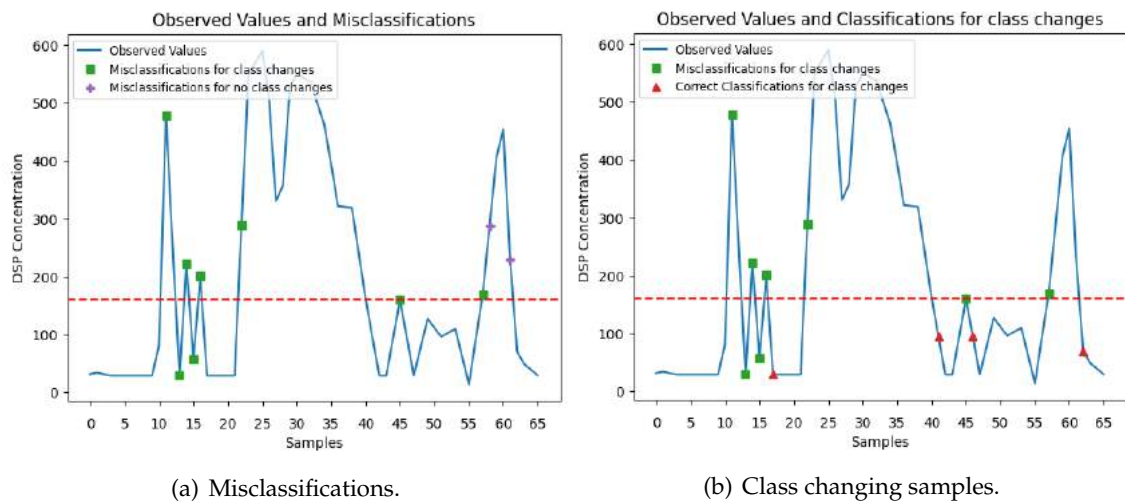 Observed Values and Misclassifications
Observed Values
Misclassifications for class changes
Misclassifications for no class changes
DSP Concentration
600
500
400
300
200
100
0
0 5 10 15 21 25 30 35 41 45 50 55 60 65
Samples
(a) Misclassifications.
Observed Values and Classifications for class changes
Observed Values
Misclassifications for class changes
Correct Classifications for class changes
DSP Concentration
600
500
400
300
200
100
0
0 5 10 15 21 25 30 35 41 45 50 55 60 65
Samples
(b) Class changing samples.